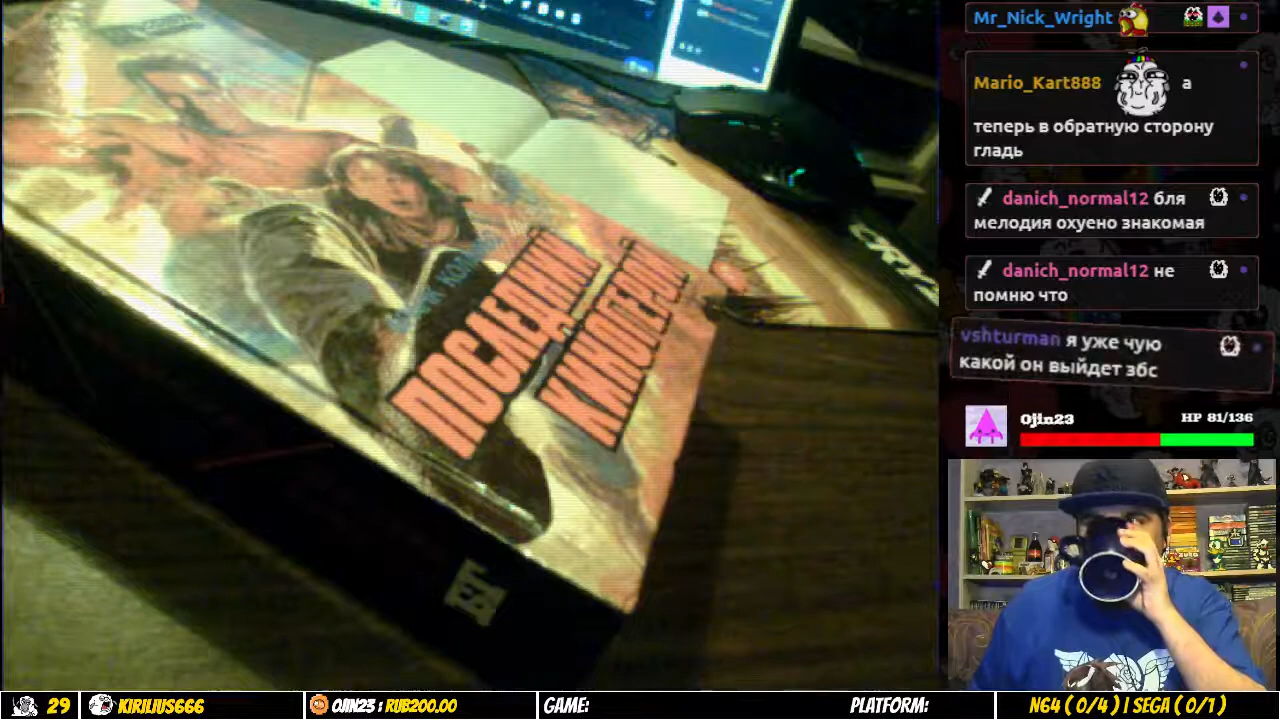 ПОСЛЕДНИЙ
КИНОГЕРОЙ
CRY
Mr_Nick_Wright
Mario_Kart888 а
теперь в обратную сторону
гладь
danich_normal12 бля
мелодия охуено знакомая
danich_normal12 не
помню что
vshturman я уже чую
какой он выйдет збс
Ojin23
HP 81/136
29
KIRILIUS666
OJIN23 : RUB200.00
GAME:
PLATFORM:
N64 ( 0/4 ) | SEGA ( 0/1 )